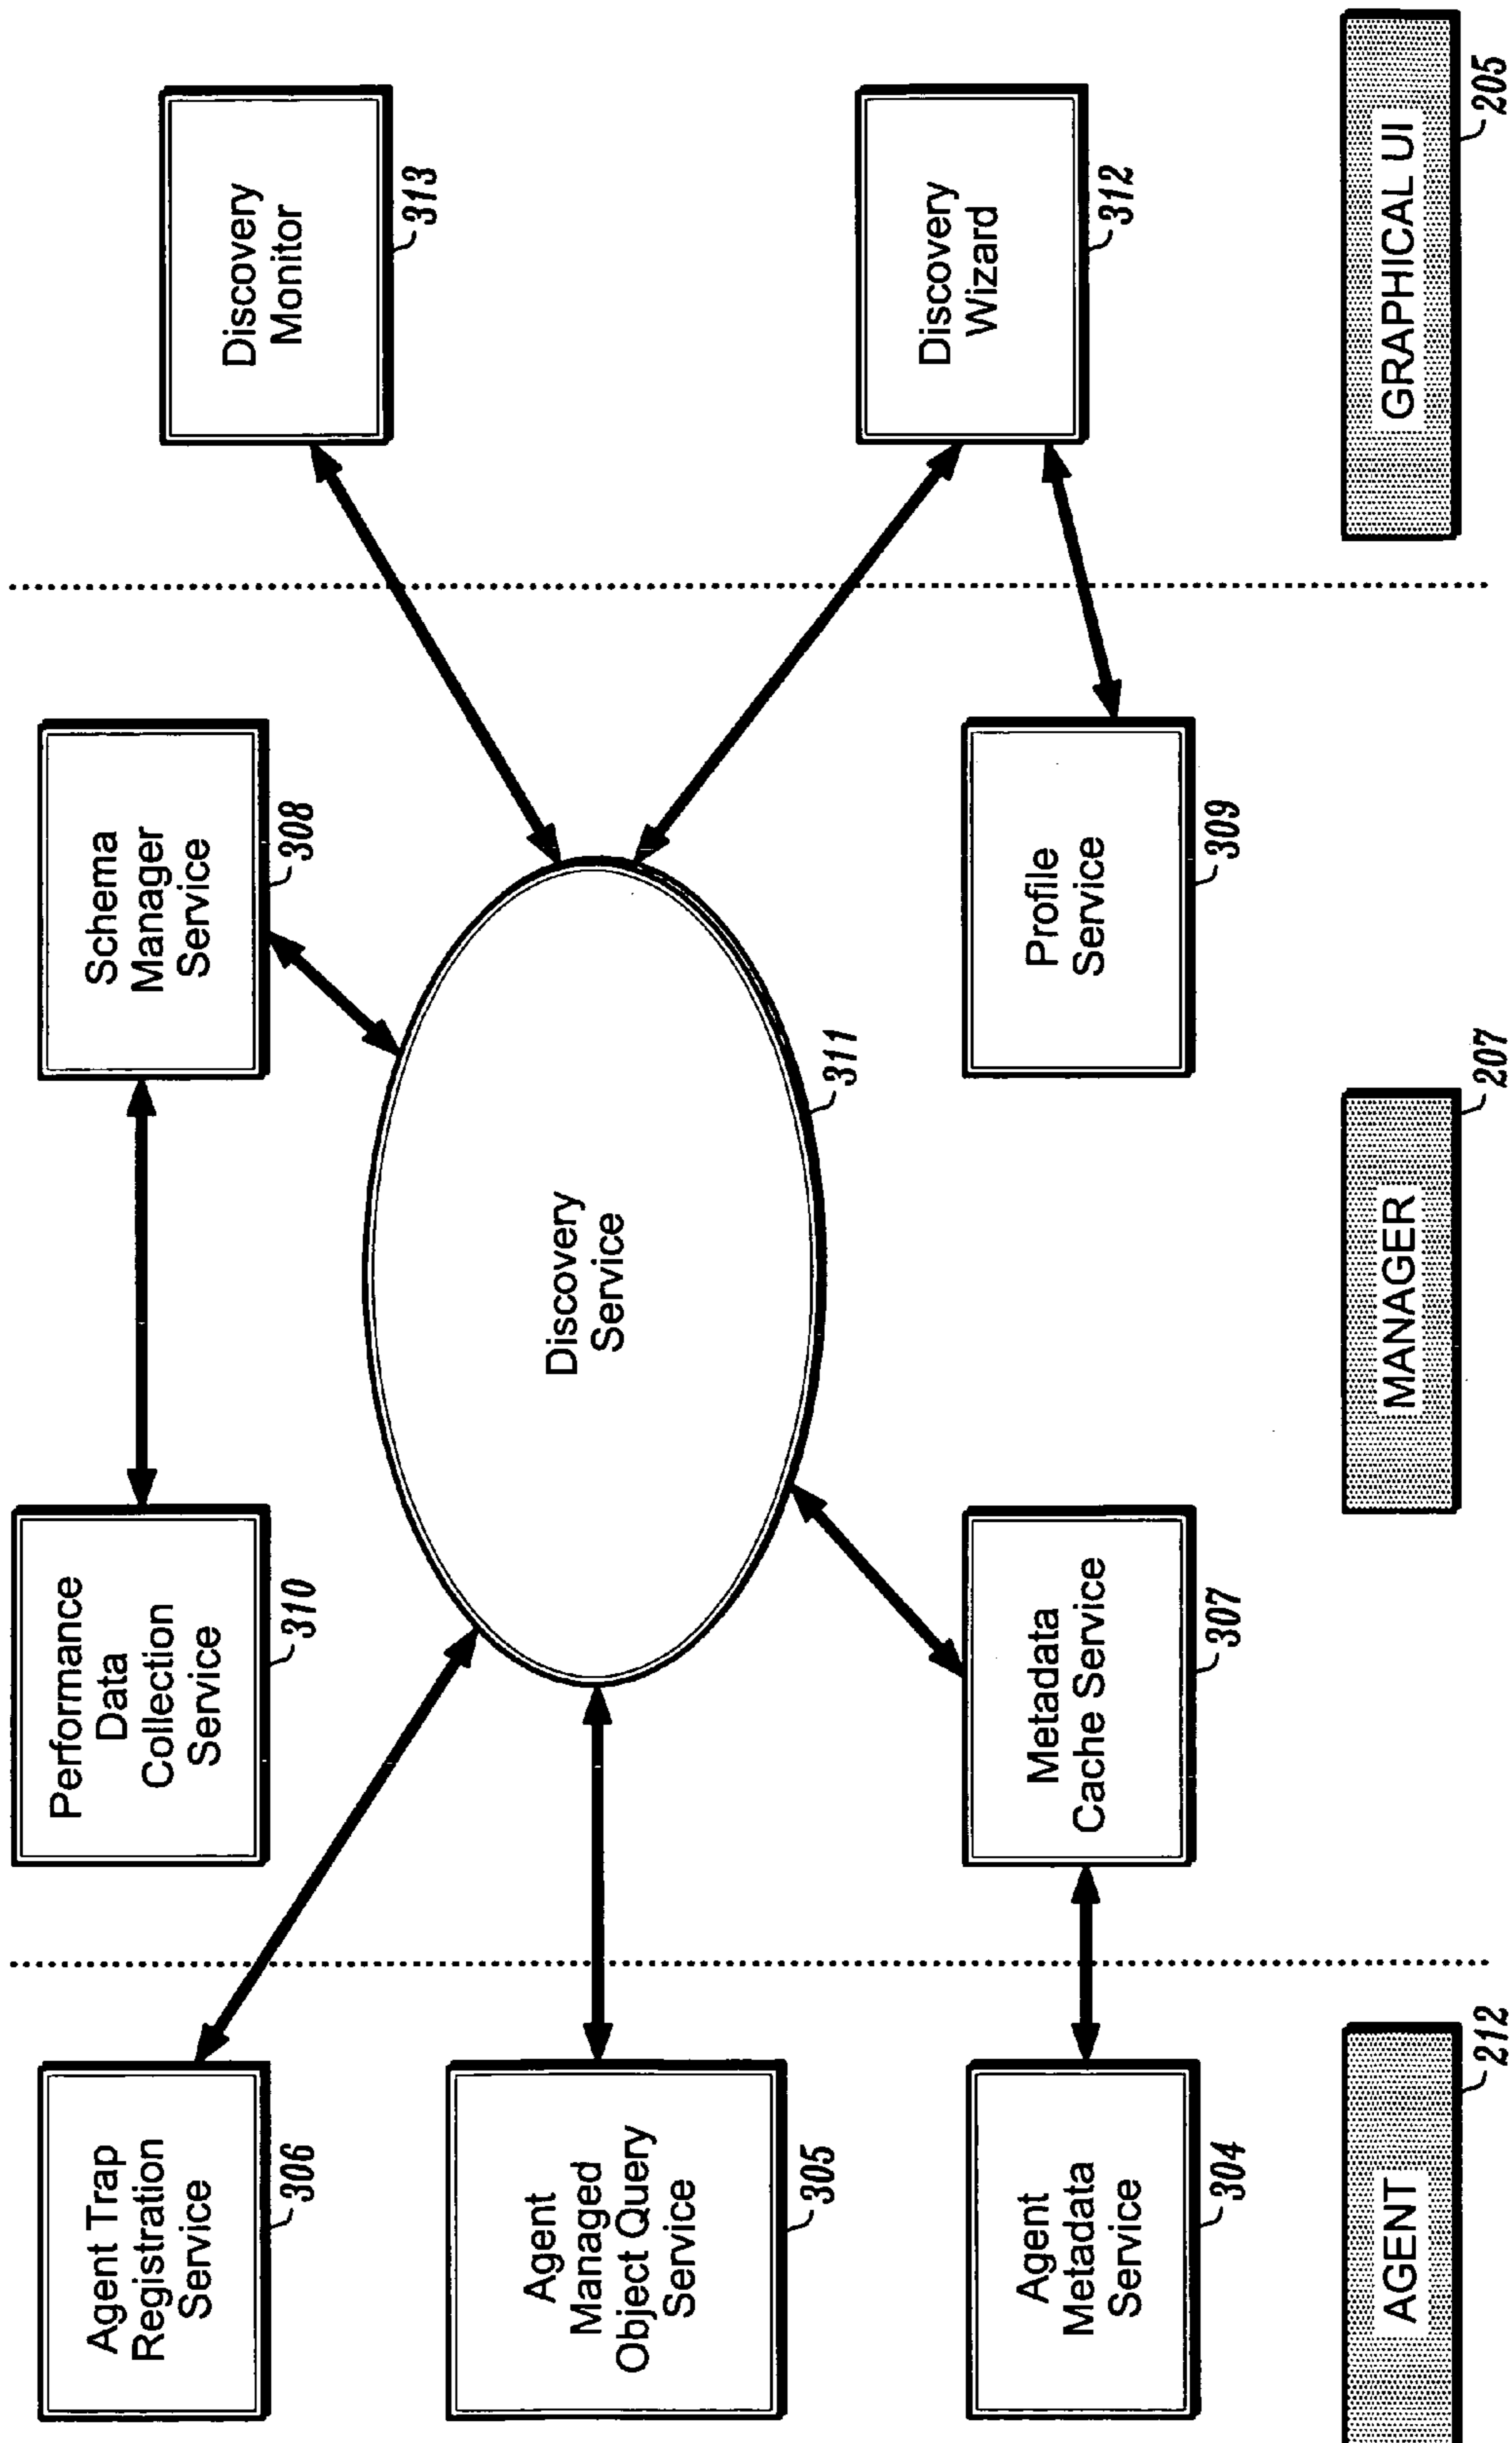 Agent Trap
Registration
Service
306
Agent
Managed
Object Query
Service
305
Agent
Metadata
Service
304
AGENT
212
Performance
Data
Collection
Service
310
Schema
Manager
Service
308
Discovery
Service
311
Metadata
Cache Service
307
Profile
Service
309
MANAGER
207
Discovery
Monitor
313
Discovery
Wizard
312
GRAPHICAL UI
205